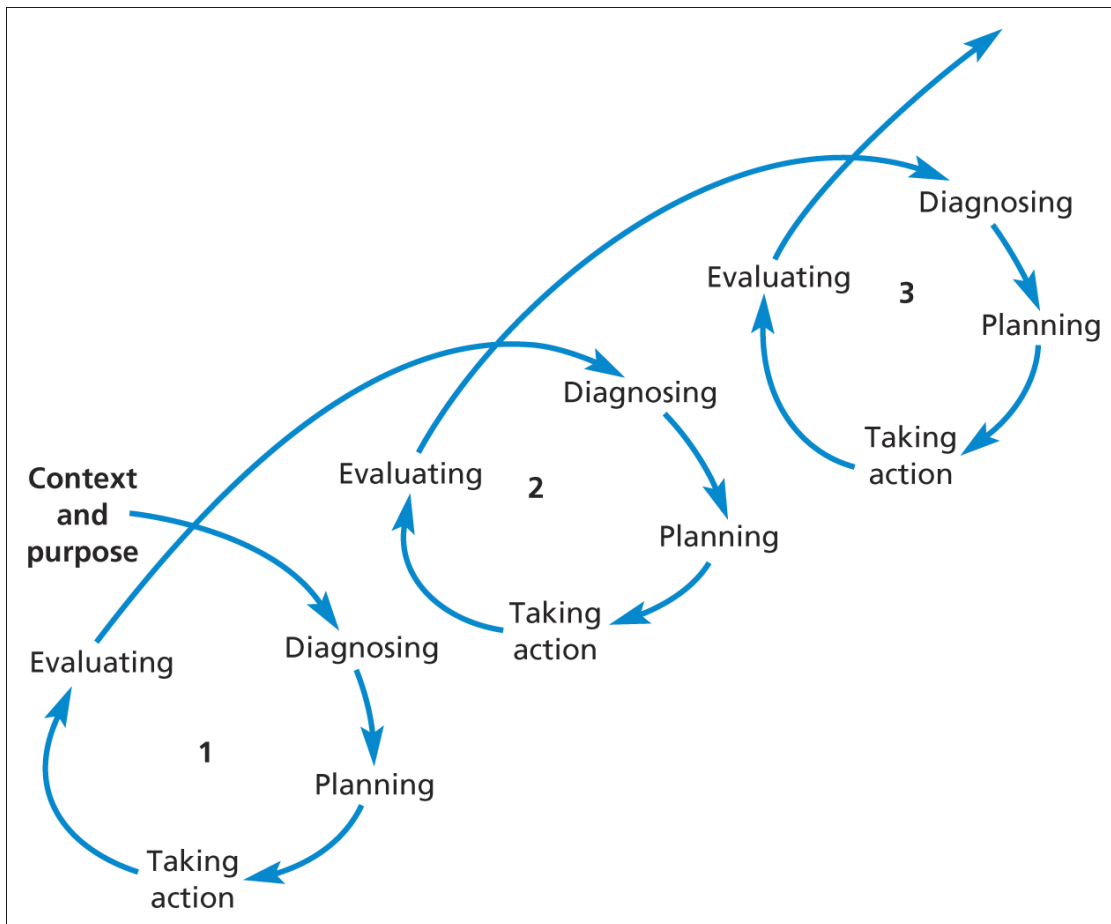 Context
and
purpose
Diagnosing
Planning
Taking
action
Evaluating
1
Diagnosing
Planning
Taking
action
Evaluating
2
Diagnosing
Planning
Taking
action
Evaluating
3